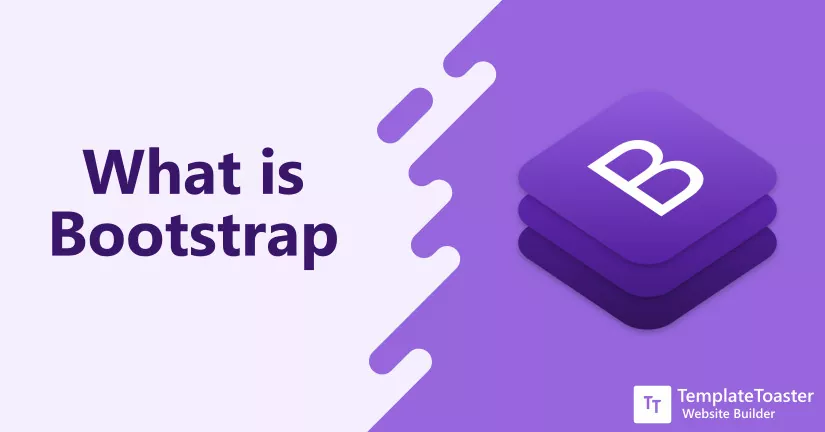 What is
Bootstrap
B
TT
TemplateToaster
Website Builder